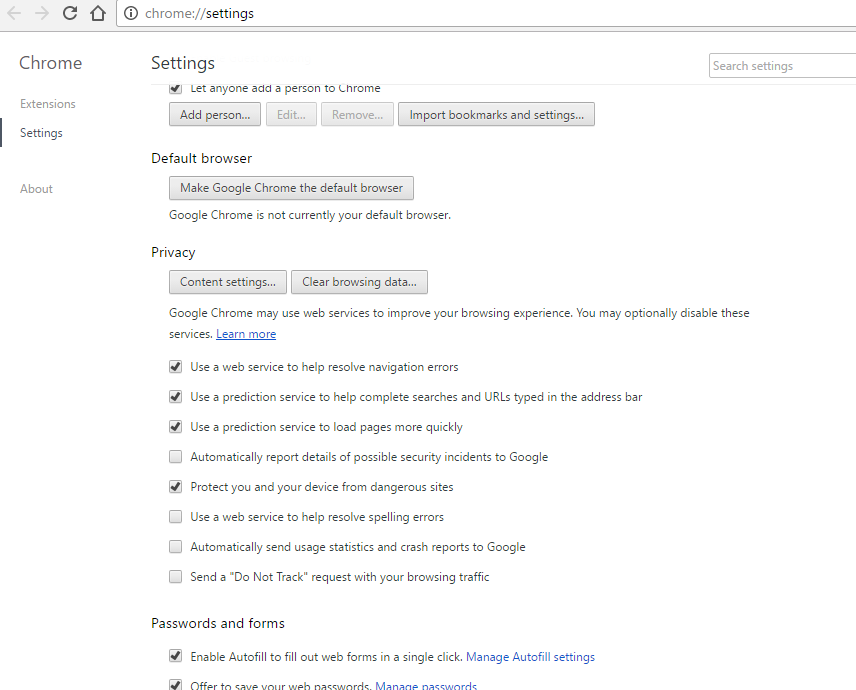 chrome://settings
Chrome
Settings
Search settings
Extensions
Settings
About
Let anyone add a person to Chrome
Add person... Edit... Remove... Import bookmarks and settings...
Default browser
Make Google Chrome the default browser
Google Chrome is not currently your default browser.
Privacy
Content settings... Clear browsing data...
Google Chrome may use web services to improve your browsing experience. You may optionally disable these
services. Learn more
Use a web service to help resolve navigation errors
Use a prediction service to help complete searches and URLs typed in the address bar
Use a prediction service to load pages more quickly
Automatically report details of possible security incidents to Google
Protect you and your device from dangerous sites
Use a web service to help resolve spelling errors
Automatically send usage statistics and crash reports to Google
Send a "Do Not Track" request with your browsing traffic
Passwords and forms
Enable Autofill to fill out web forms in a single click. Manage Autofill settings
Offer to save your web passwords. Manage passwords